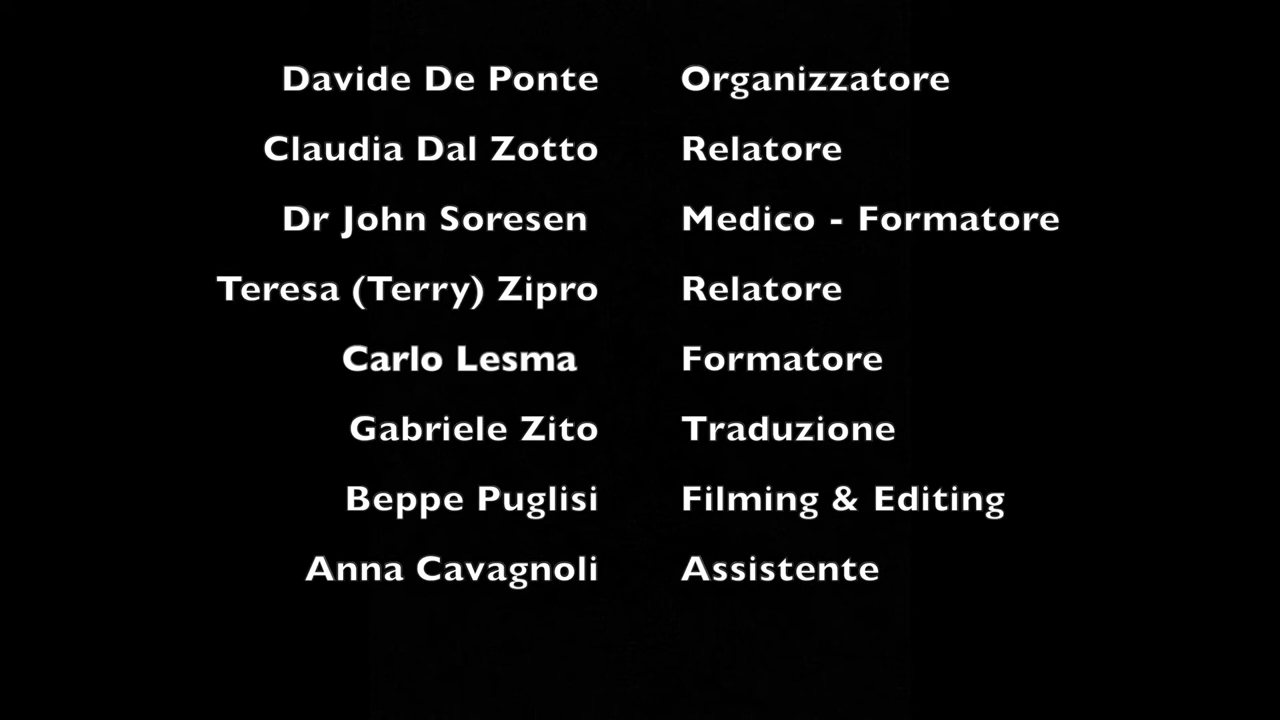 Davide De Ponte Organizzatore
Claudia Dal Zotto Relatore
Dr John Soresen Medico - Formatore
Teresa (Terry) Zipro Relatore
Carlo Lesma Formatore
Gabriele Zito Traduzione
Beppe Puglisi Filming & Editing
Anna Cavagnoli Assistente